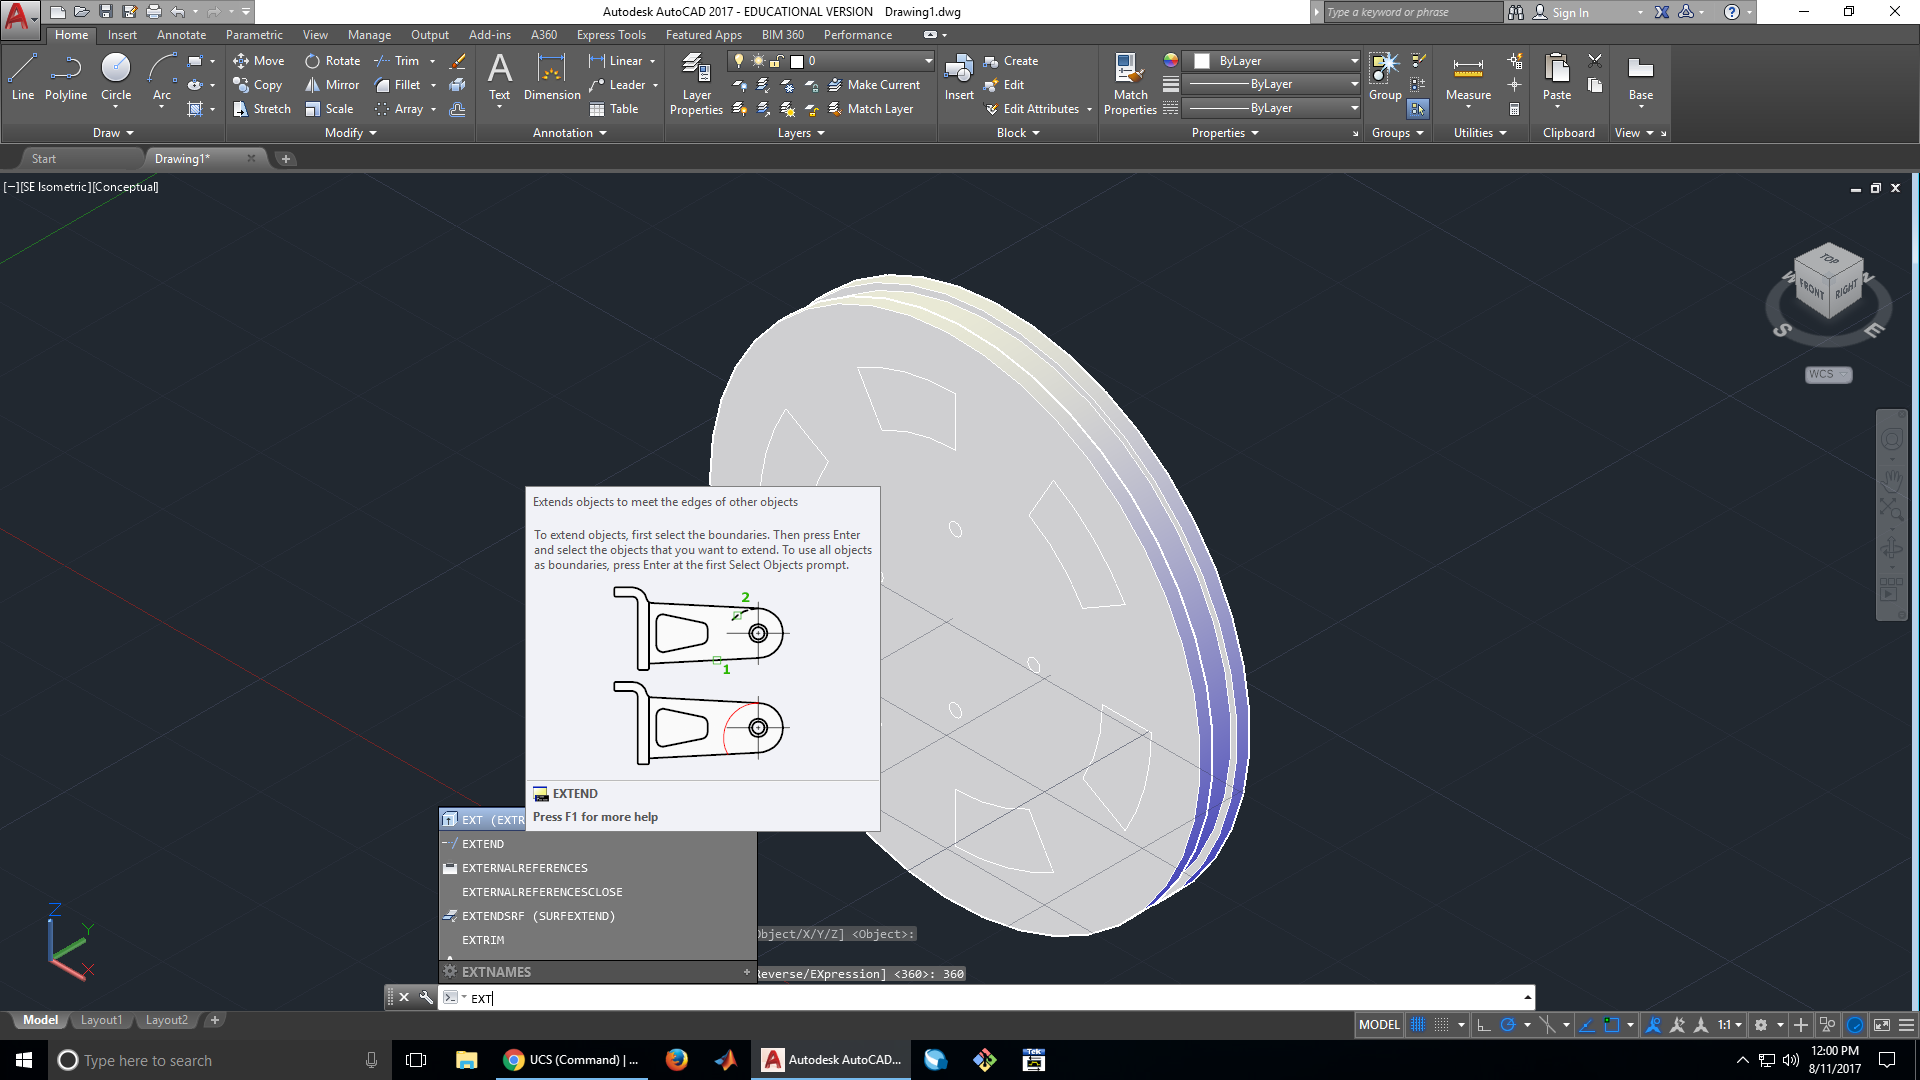 Autodesk AutoCAD 2017 - EDUCATIONAL VERSION Drawing1.dwg
Type a keyword or phrase
Sign In
Home Insert Annotate Parametric View Manage Output Add-ins A360 Express Tools Featured Apps BIM 360 Performance
Line
Polyline
Circle
Arc
Draw
Move
Rotate
Trim
Copy
Mirror
Fillet
Stretch
Scale
Array
Modify
Text
Dimension
Linear
Leader
Table
Annotation
Layer
Properties
0
Make Current
Match Layer
Layers
Insert
Create
Edit
Edit Attributes
Block
Match
Properties
ByLayer
ByLayer
ByLayer
Properties
Group
Groups
Measure
Utilities
Paste
Clipboard
Base
View
Start
Drawing1*
[−][SE Isometric][Conceptual]
TOP
FRONT
RIGHT
W
N
S
E
WCS
Extends objects to meet the edges of other objects
To extend objects, first select the boundaries. Then press Enter
and select the objects that you want to extend. To use all objects
as boundaries, press Enter at the first Select Objects prompt.
2
1
EXTEND
Press F1 for more help
EXT (EXTR
EXTEND
EXTERNALREFERENCES
EXTERNALREFERENCESCLOSE
EXTENDSRF (SURFEXTEND)
EXTRIM
EXTNAMES
Object/X/Y/Z] <Object>:
Reverse/EXpression] <360>: 360
EXT
Z
Y
X
Model
Layout1
Layout2
MODEL
1:1
Type here to search
UCS (Command) | ...
Autodesk AutoCAD...
Tek
12:00 PM
8/11/2017